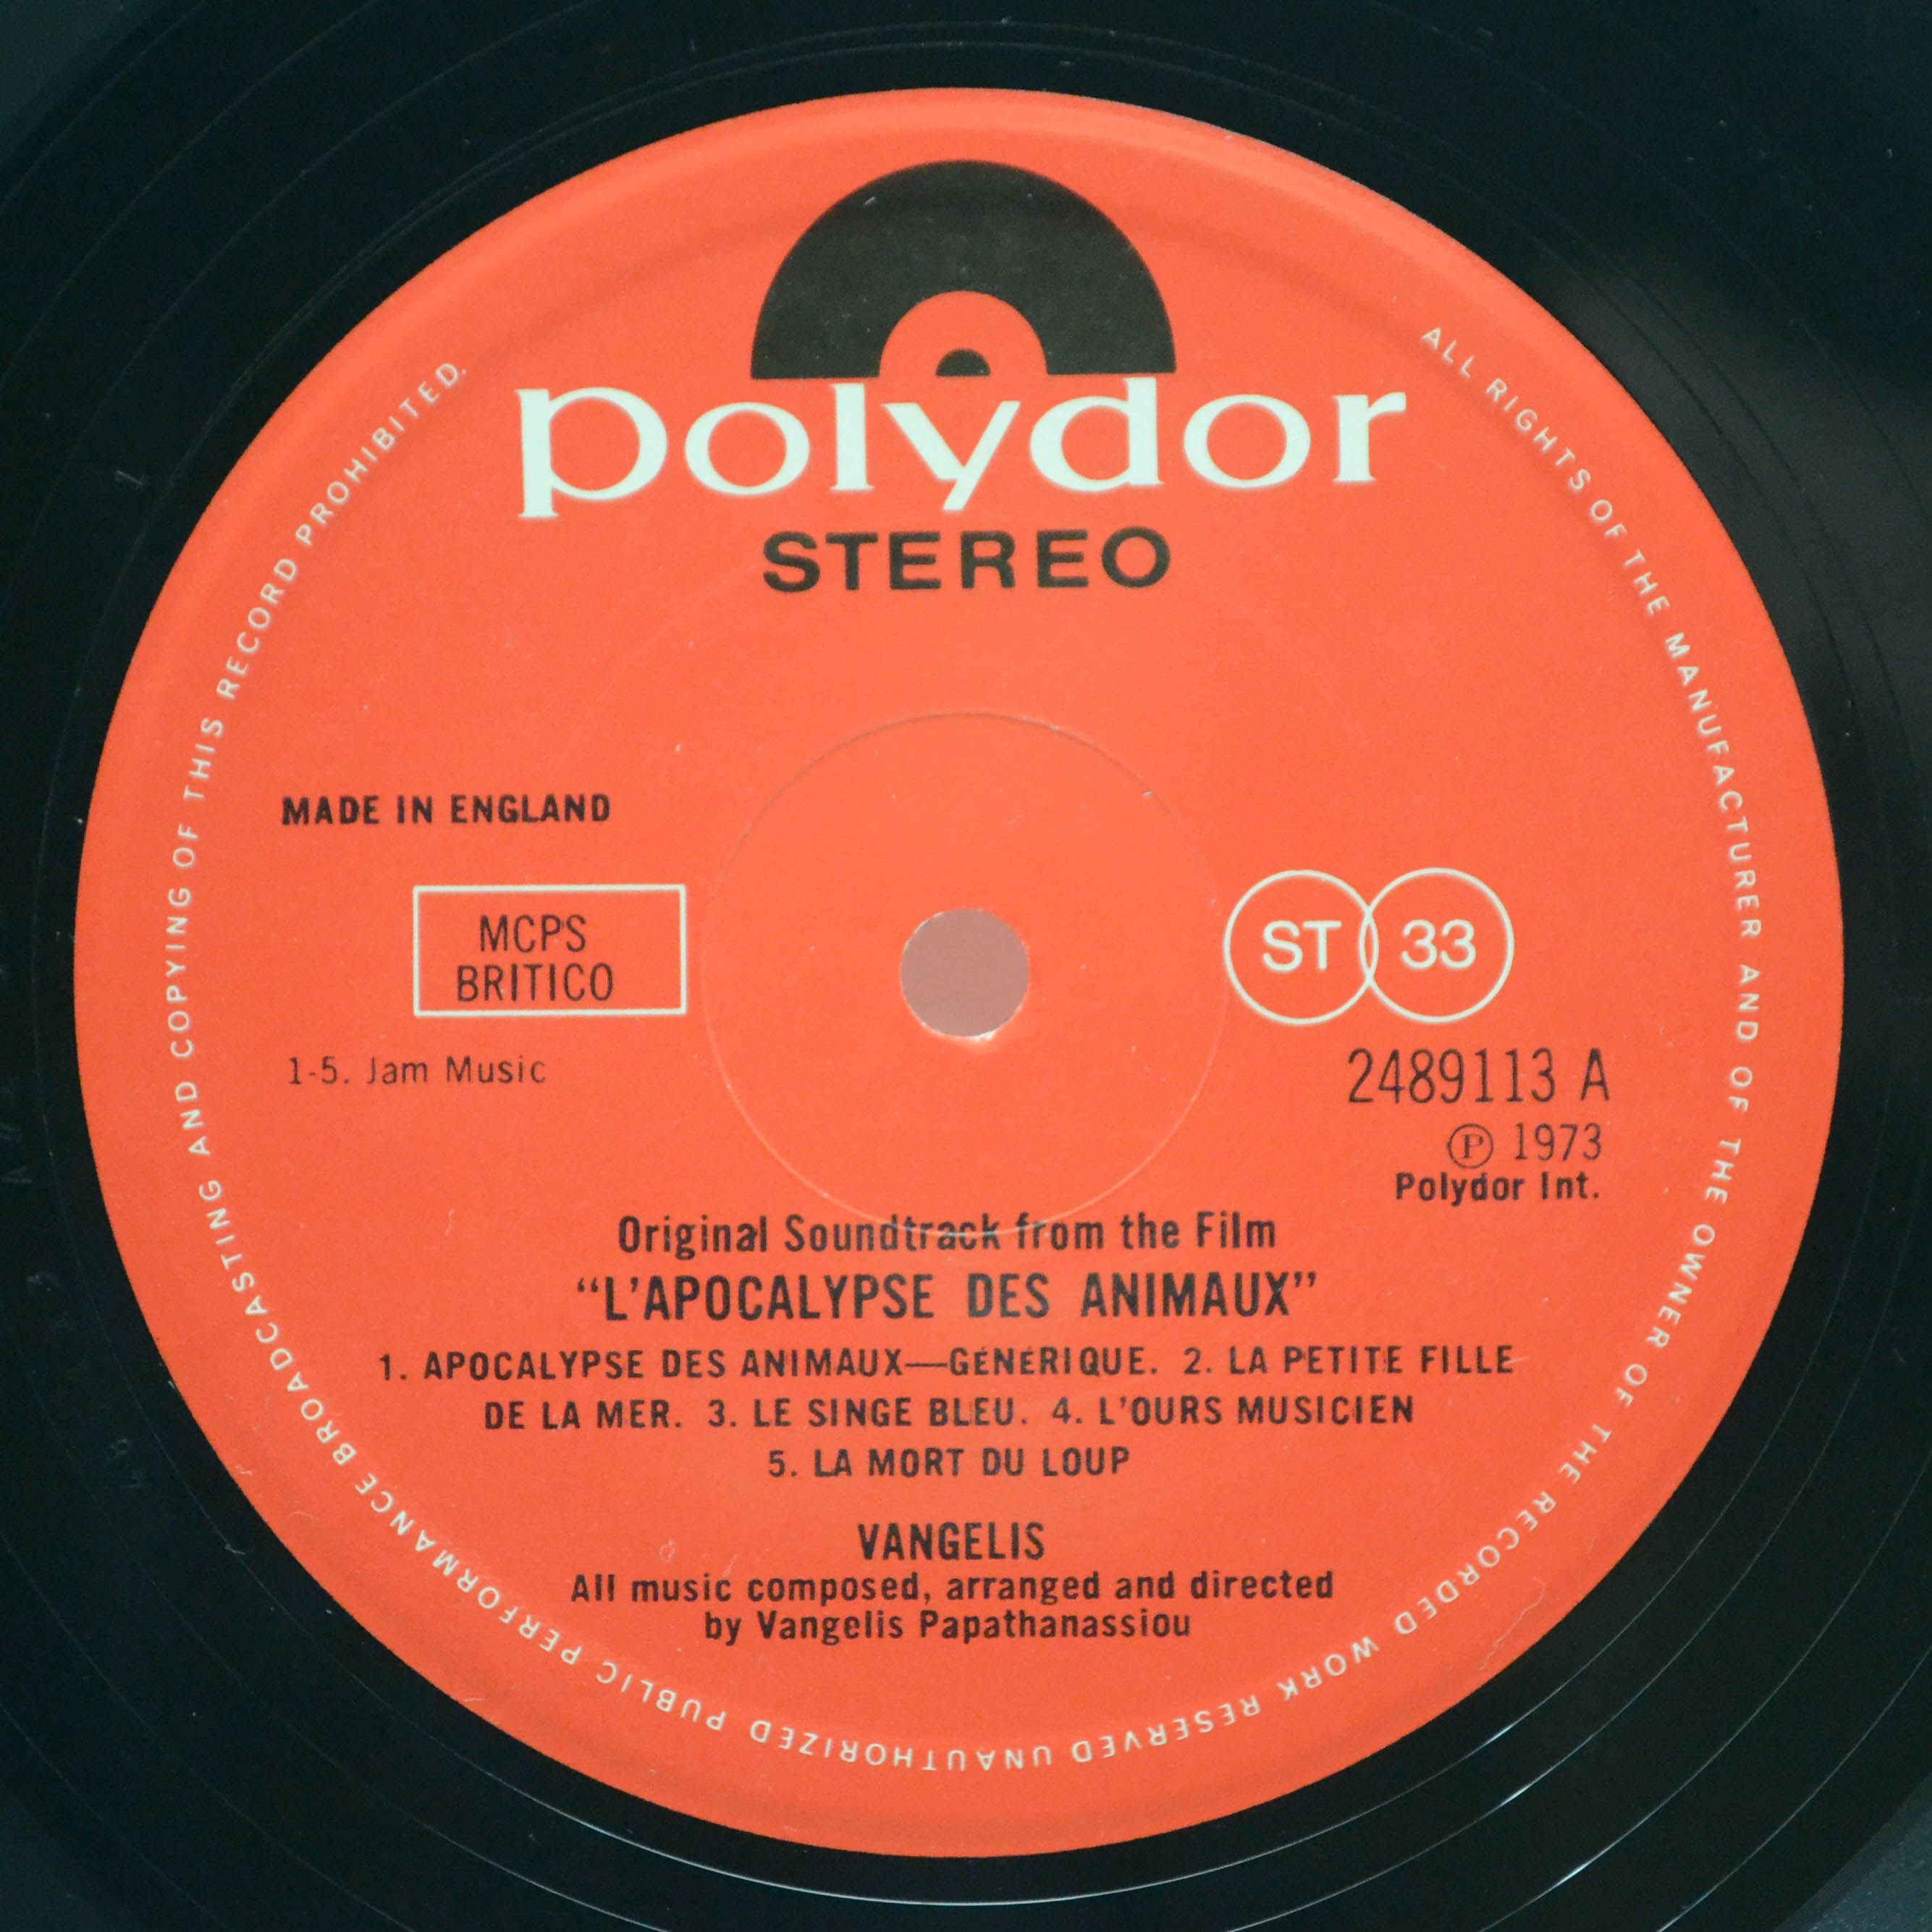 polydor
STEREO
MADE IN ENGLAND
MCPS
BRITICO
ST 33
1-5. Jam Music
2489113 A
Ⓟ 1973
Polydor Int.
Original Soundtrack from the Film
“L'APOCALYPSE DES ANIMAUX”
1. APOCALYPSE DES ANIMAUX—GÉNÉRIQUE. 2. LA PETITE FILLE
DE LA MER. 3. LE SINGE BLEU. 4. L'OURS MUSICIEN
5. LA MORT DU LOUP
VANGELIS
All music composed, arranged and directed
by Vangelis Papathanassiou
ALL RIGHTS OF THE MANUFACTURER AND OF THE OWNER OF THE RECORDED WORK RESERVED UNAUTHORIZED PUBLIC PERFORMANCE BROADCASTING AND COPYING OF THIS RECORD PROHIBITED.